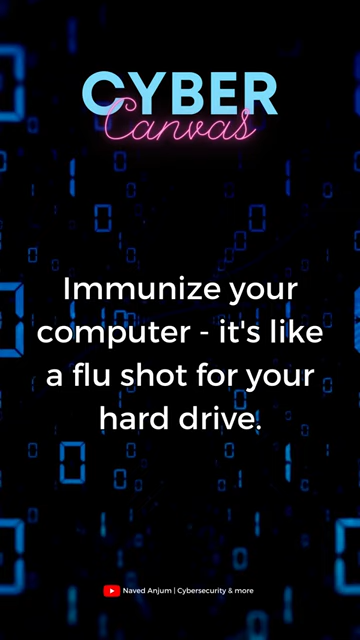 CYBER
Canvas
Immunize your
computer - it's like
a flu shot for your
hard drive.
Naved Anjum | Cybersecurity & more